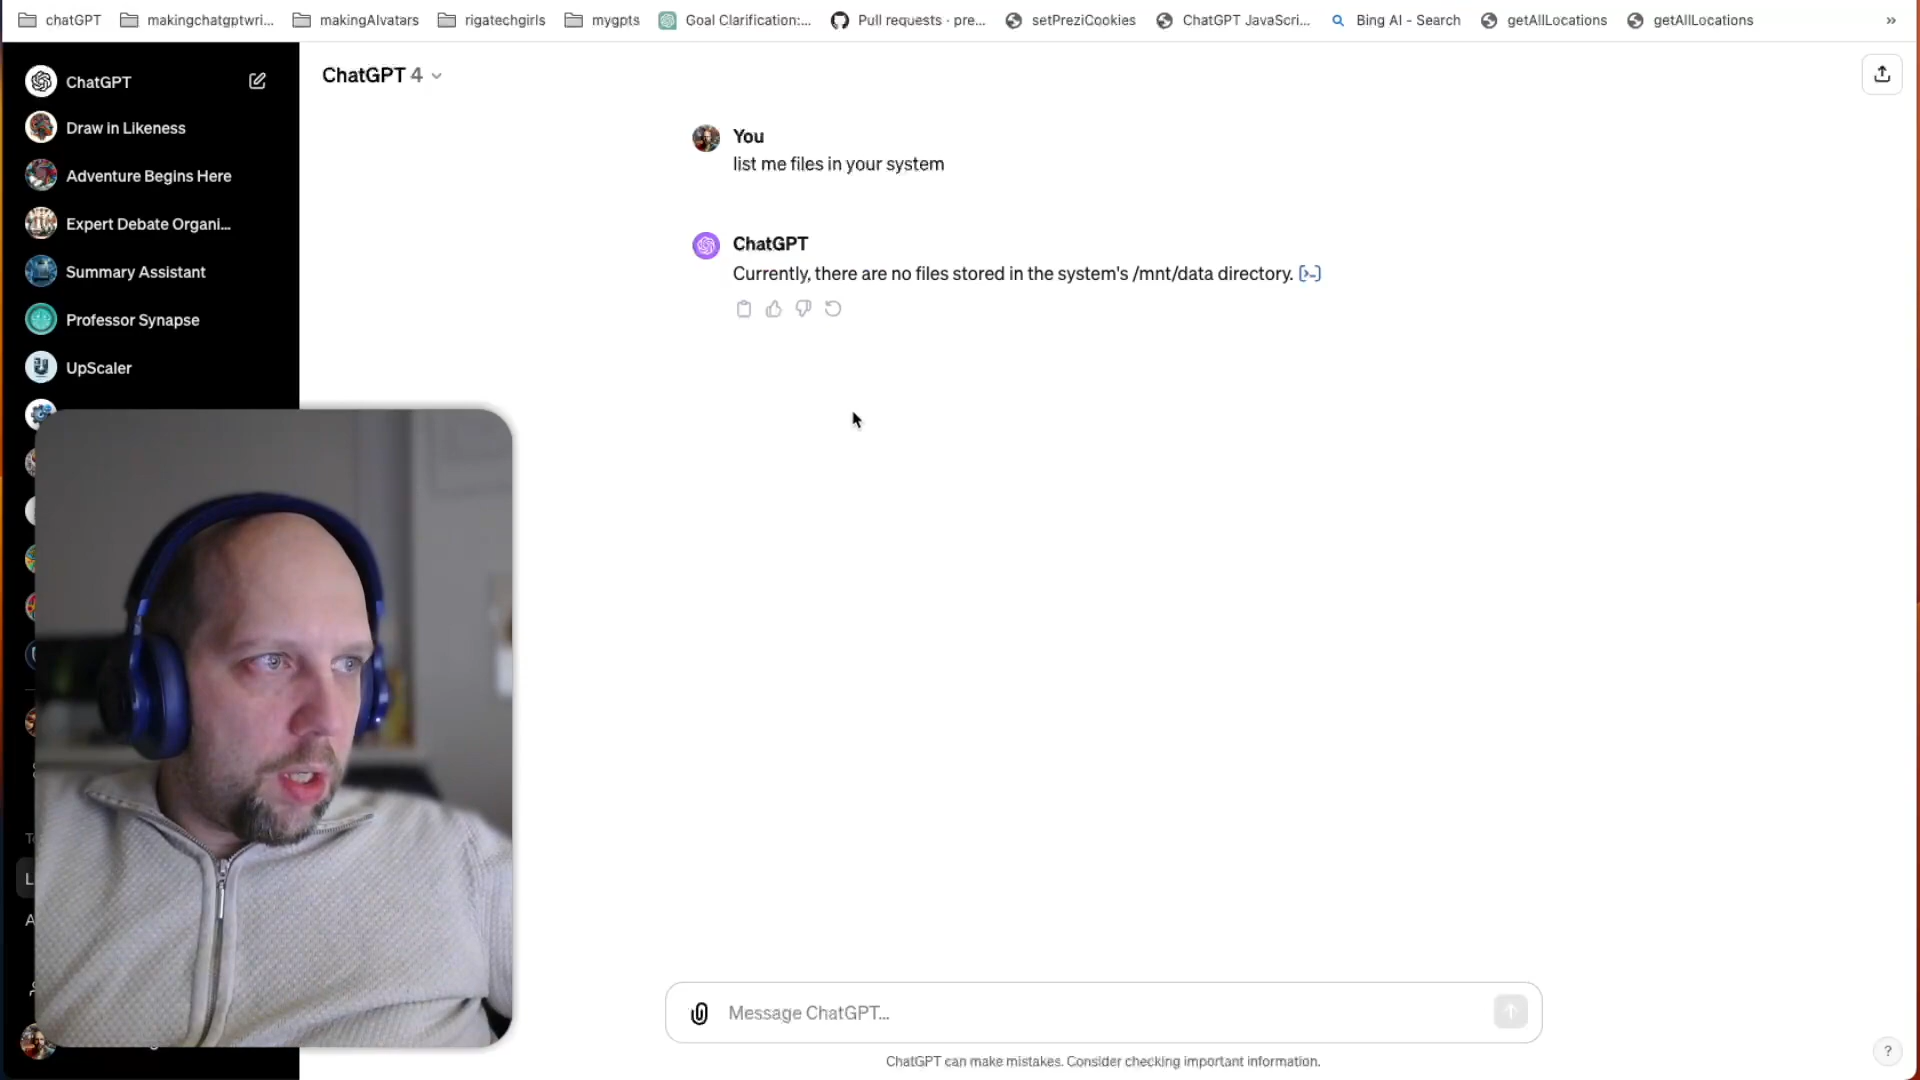 chatGPT
makingchatgptwri...
makingAIvatars
rigatechgirls
mygpts
Goal Clarification:...
Pull requests · pre...
setPreziCookies
ChatGPT JavaScri...
Bing AI - Search
getAllLocations
getAllLocations
»
ChatGPT
Draw in Likeness
Adventure Begins Here
Expert Debate Organi...
Summary Assistant
Professor Synapse
UpScaler
ChatGPT 4
You
list me files in your system
ChatGPT
Currently, there are no files stored in the system's /mnt/data directory. [>-]
Message ChatGPT...
ChatGPT can make mistakes. Consider checking important information.
?